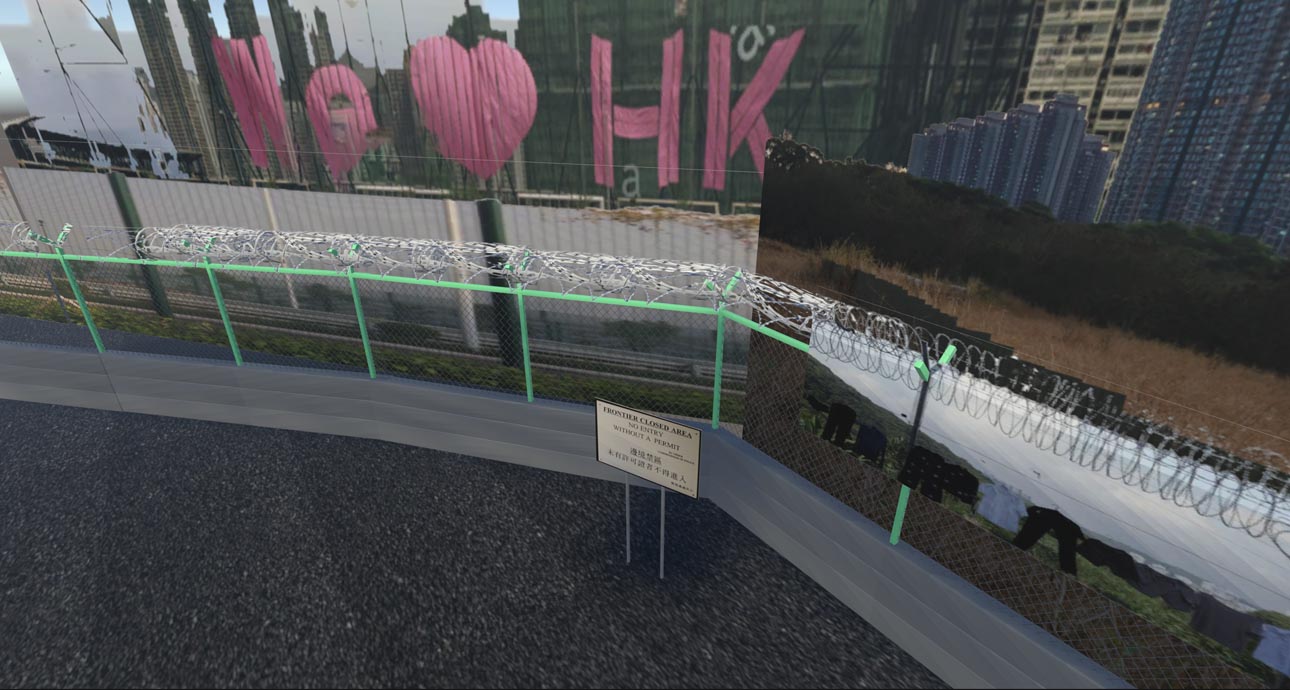 We ♥ HK
a
a
FRONTIER CLOSED AREA
NO ENTRY
WITHOUT A PERMIT
邊境禁區
未有許可證者不得進入